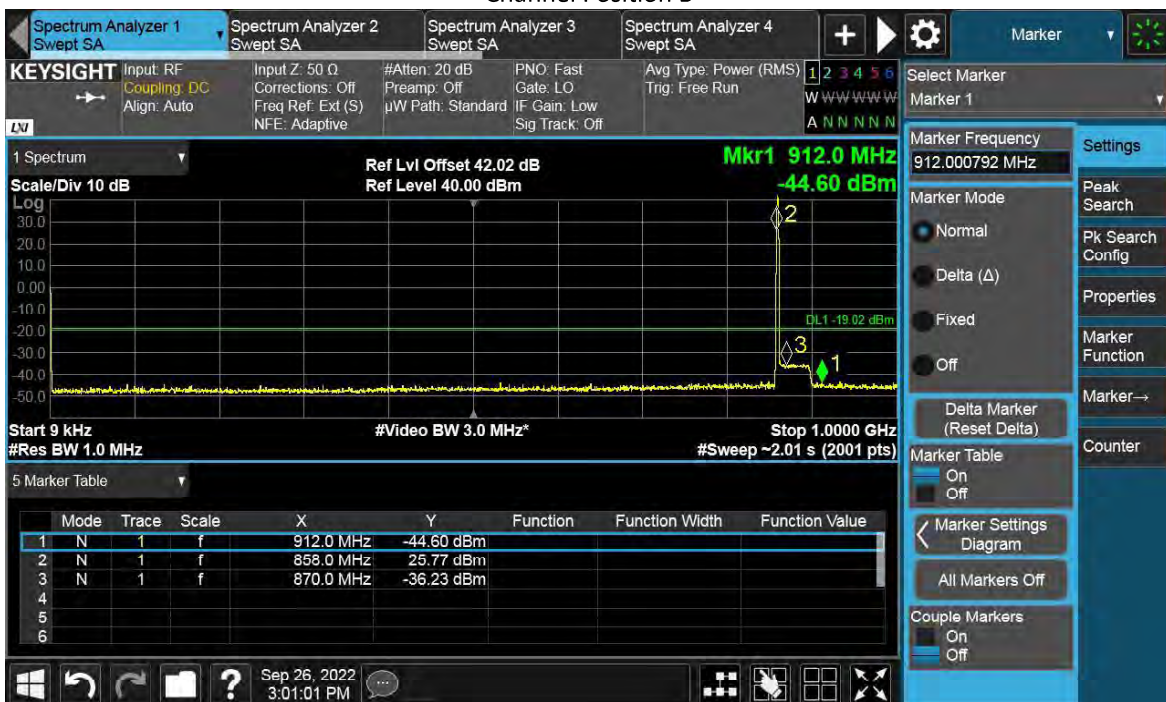 Channel Position B
Spectrum Analyzer 1
Swept SA
Spectrum Analyzer 2
Swept SA
Spectrum Analyzer 3
Swept SA
Spectrum Analyzer 4
Swept SA
Marker
KEYSIGHT
LXI
Input: RF
Coupling: DC
Align: Auto
Input Z: 50 Ω
Corrections: Off
Freq Ref: Ext (S)
NFE: Adaptive
#Atten: 20 dB
Preamp: Off
µW Path: Standard
PNO: Fast
Gate: LO
IF Gain: Low
Sig Track: Off
Avg Type: Power (RMS)
Trig: Free Run
1 2 3 4 5 6
W W W W W W
A N N N N N
Select Marker
Marker 1
1 Spectrum
Scale/Div 10 dB
Ref Lvl Offset 42.02 dB
Ref Level 40.00 dBm
Mkr1 912.0 MHz
-44.60 dBm
Log
30.0
20.0
10.0
0.00
-10.0
-20.0
-30.0
-40.0
-50.0
2
DL1 -19.02 dBm
3
1
Start 9 kHz
#Res BW 1.0 MHz
#Video BW 3.0 MHz*
Stop 1.0000 GHz
#Sweep ~2.01 s (2001 pts)
5 Marker Table
Mode Trace Scale X Y Function Function Width Function Value
1 N 1 f 912.0 MHz -44.60 dBm
2 N 1 f 858.0 MHz 25.77 dBm
3 N 1 f 870.0 MHz -36.23 dBm
4
5
6
Marker Frequency
912.000792 MHz
Marker Mode
Normal
Delta (Δ)
Fixed
Off
Delta Marker
(Reset Delta)
Marker Table
On
Off
Marker Settings
Diagram
All Markers Off
Couple Markers
On
Off
Settings
Peak
Search
Pk Search
Config
Properties
Marker
Function
Marker→
Counter
?
Sep 26, 2022
3:01:01 PM